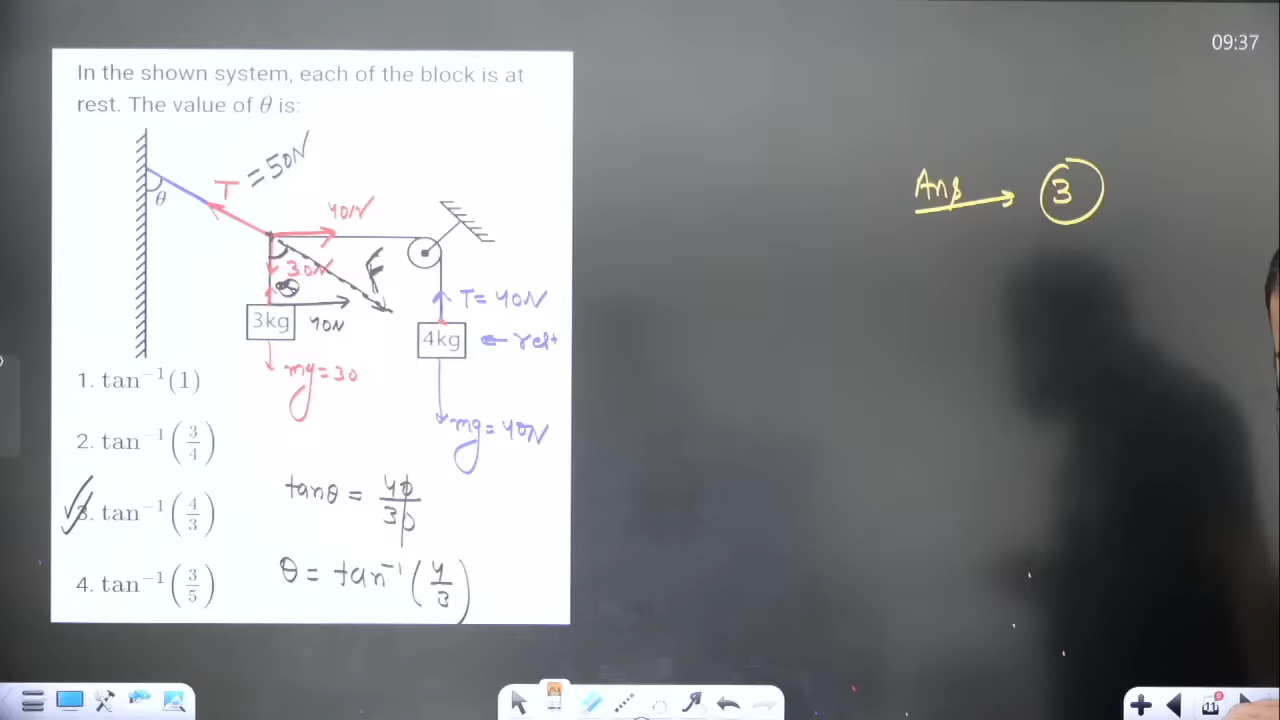 09:37
In the shown system, each of the block is at
rest. The value of θ is:
T = 50N
θ
40N
30N
F
θ
T = 40N
3kg
40N
4kg
← rest
mg = 30
mg = 40N
1. tan⁻¹(1)
2. tan⁻¹(3/4)
3. tan⁻¹(4/3)
4. tan⁻¹(3/5)
tanθ = 40/30
θ = tan⁻¹(4/3)
Ans → 3
11